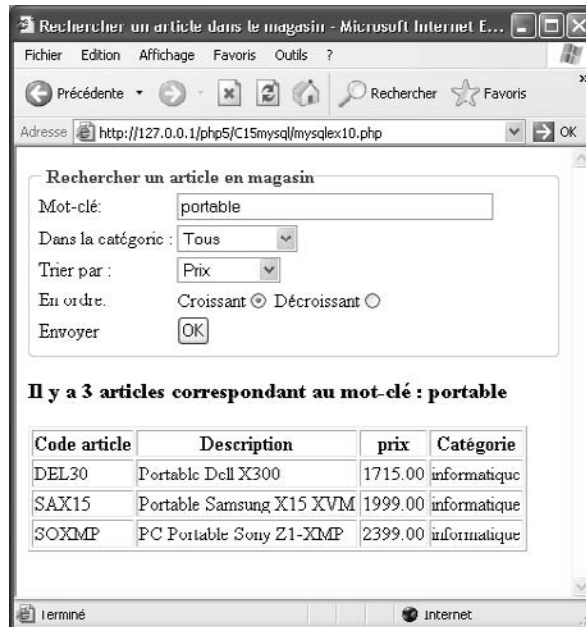 Rechercher un article dans le magasin - Microsoft Internet E...
Fichier Edition Affichage Favoris Outils ?
Précédente Rechercher Favoris »
Adresse http://127.0.0.1/php5/C15mysql/mysqlex10.php OK
Rechercher un article en magasin
Mot-clé: portable
Dans la catégorie : Tous
Trier par : Prix
En ordre: Croissant Décroissant
Envoyer OK
Il y a 3 articles correspondant au mot-clé : portable
Code article Description prix Catégorie
DEL30 Portable Dell X300 1715.00 informatique
SAX15 Portable Samsung X15 XVM 1999.00 informatique
SOXMP PC Portable Sony Z1-XMP 2399.00 informatique
Terminé Internet